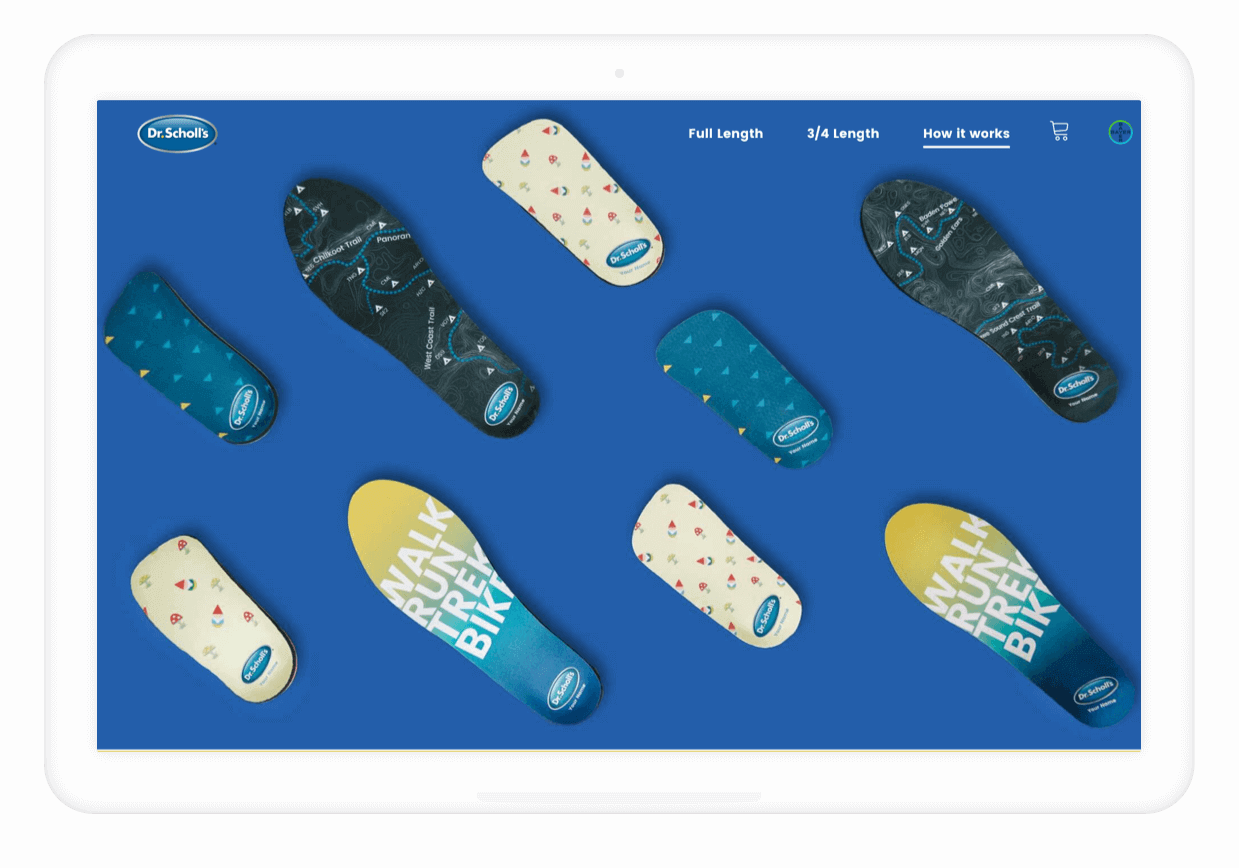 Dr.Scholl's
Full Length
3/4 Length
How it works
Chilkoot Trail
Panoran
West Coast Trail
Dr.Scholl's
Your Name
Dr.Scholl's
Your Name
Baden Powe
Golden Ears
we Sound Crest Trail
Dr.Scholl's
Your Name
Dr.Scholl's
Your Name
Dr.Scholl's
Your Name
Dr.Scholl's
Your Name
WALK
RUN
TREK
BIKE
Dr.Scholl's
Your Name
Dr.Scholl's
Your Name
WALK
RUN
TREK
BIKE
Dr.Scholl's
Your Name